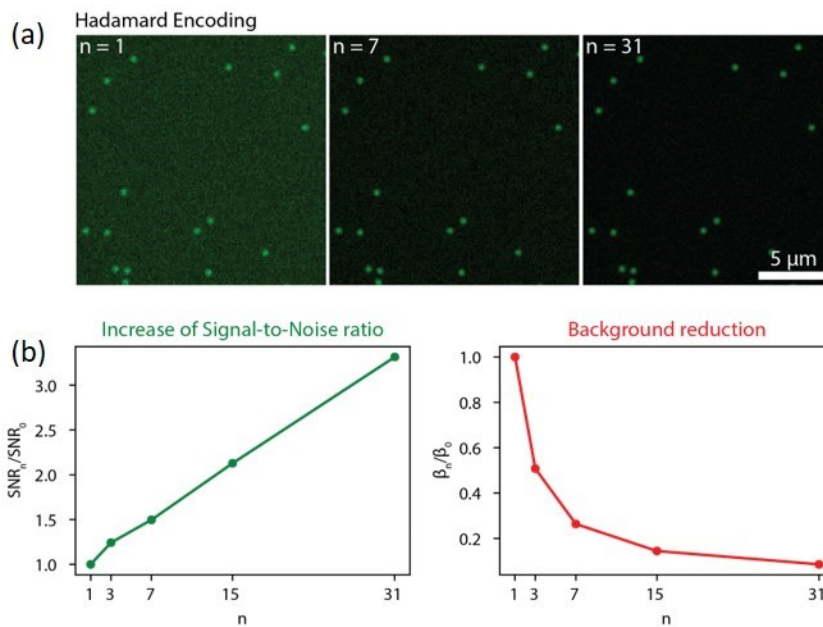 Hadamard Encoding
(a)
n = 1
n = 7
n = 31
5 µm
(b)
Increase of Signal-to-Noise ratio
SNRₙ/SNR₀
3.0
2.5
2.0
1.5
1.0
1 3 7 15 31
n
Background reduction
βₙ/β₀
1.0
0.8
0.6
0.4
0.2
1 3 7 15 31
n